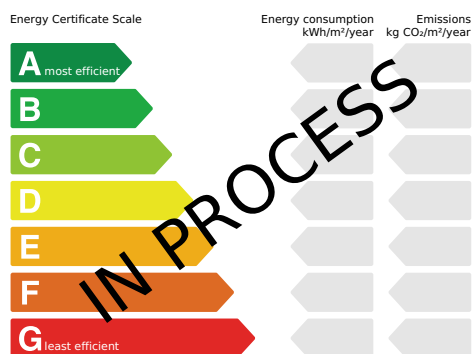 Energy Certificate Scale
Energy consumption
kWh/m²/year
Emissions
kg CO₂/m²/year
A most efficient
B
C
D
E
F
G least efficient
IN PROCESS